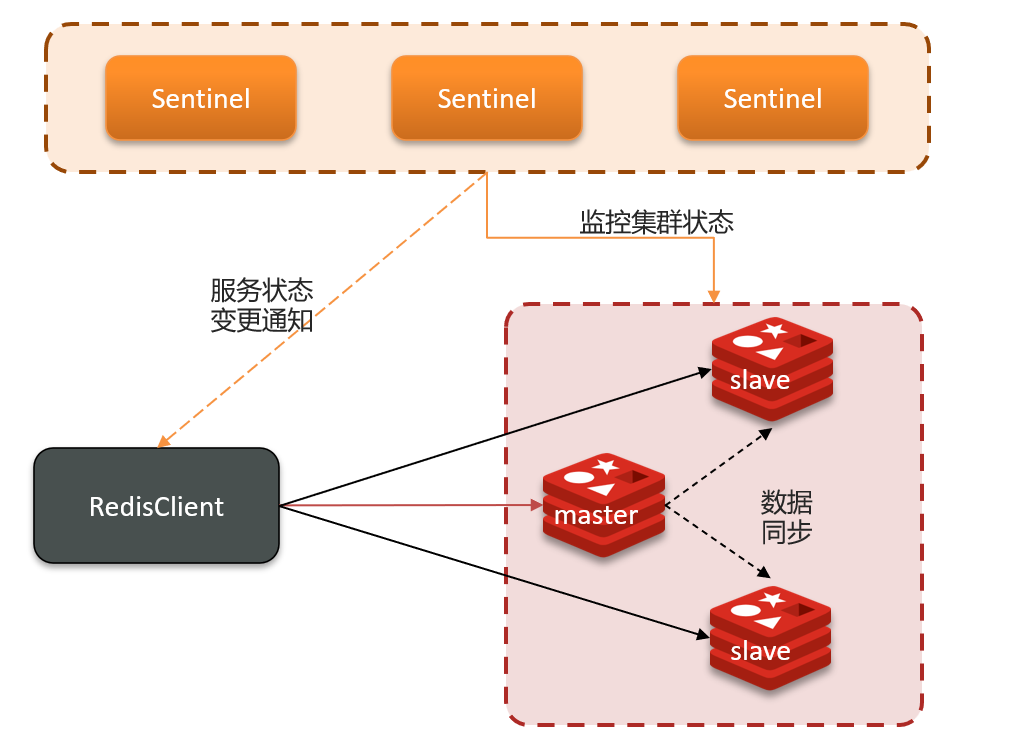 Sentinel
Sentinel
Sentinel
监控集群状态
服务状态
变更通知
slave
RedisClient
master
数据
同步
slave